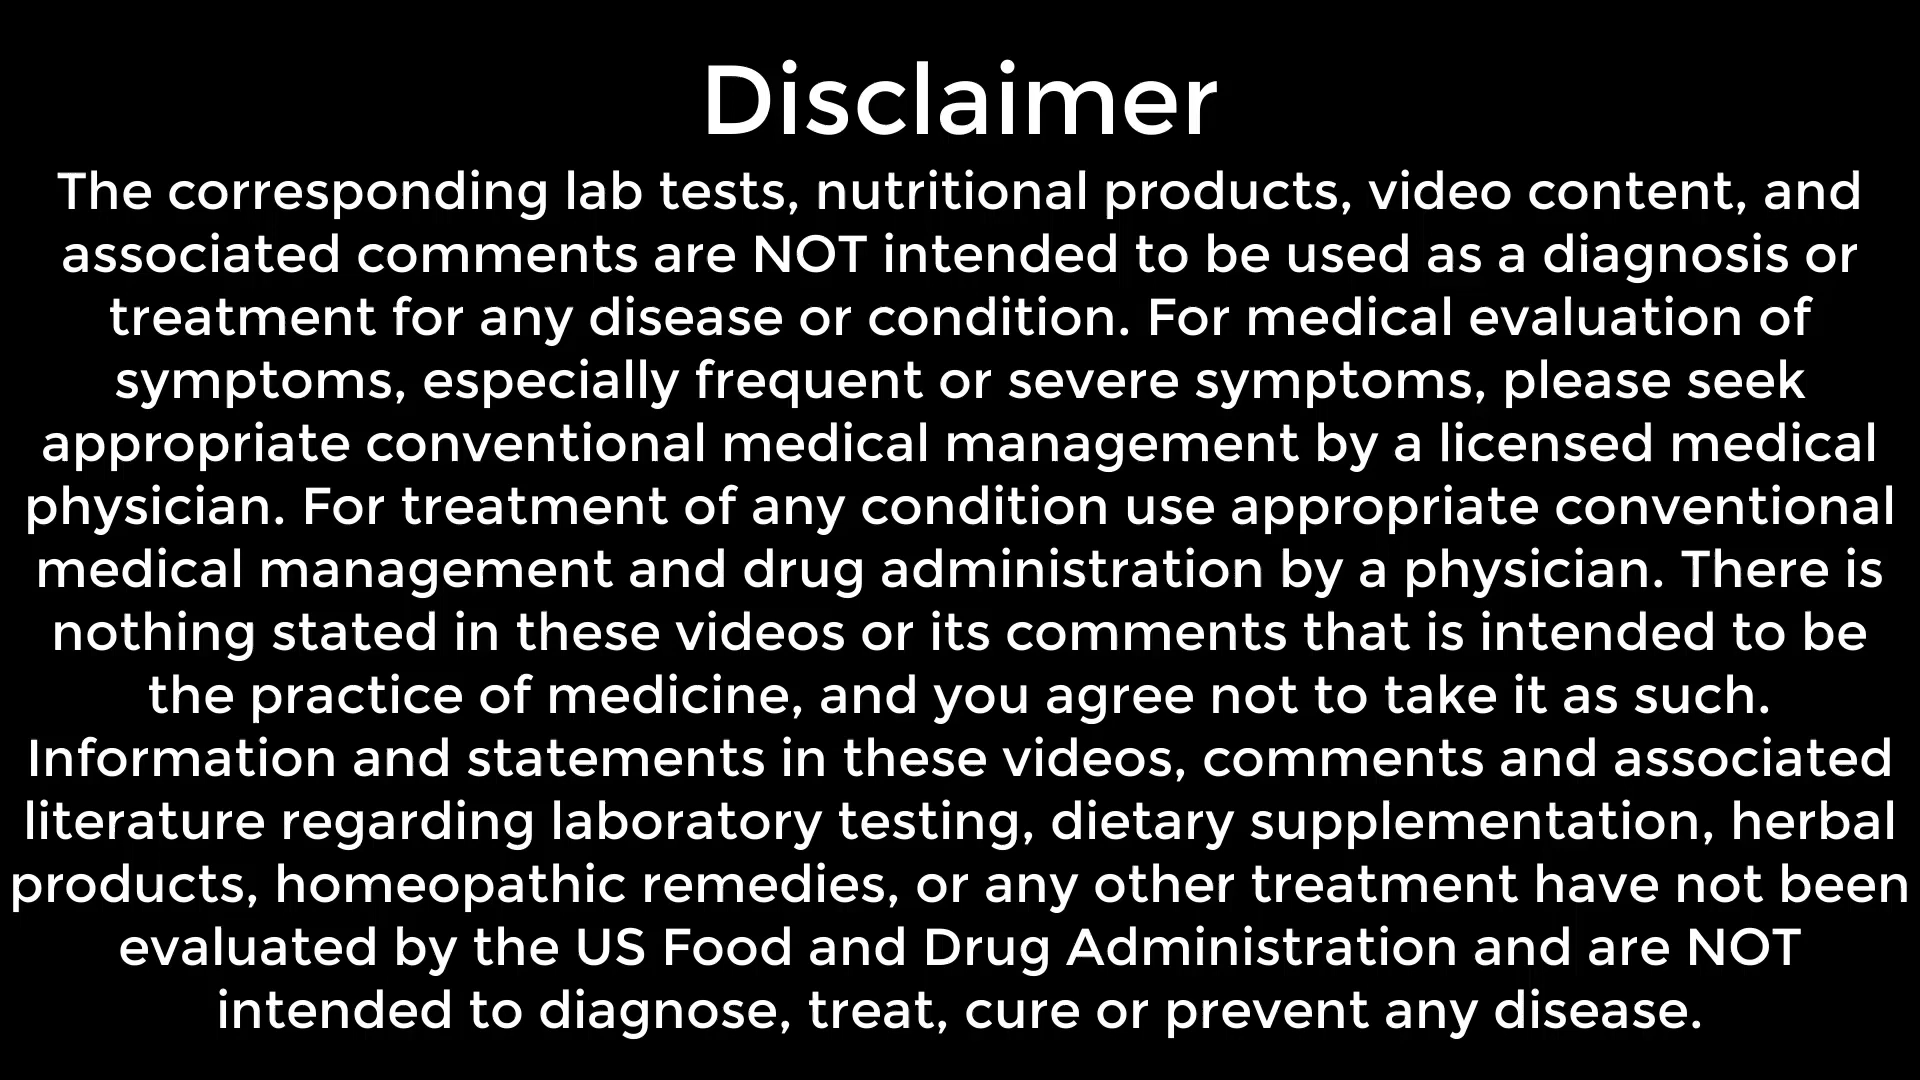 Disclaimer
The corresponding lab tests, nutritional products, video content, and
associated comments are NOT intended to be used as a diagnosis or
treatment for any disease or condition. For medical evaluation of
symptoms, especially frequent or severe symptoms, please seek
appropriate conventional medical management by a licensed medical
physician. For treatment of any condition use appropriate conventional
medical management and drug administration by a physician. There is
nothing stated in these videos or its comments that is intended to be
the practice of medicine, and you agree not to take it as such.
Information and statements in these videos, comments and associated
literature regarding laboratory testing, dietary supplementation, herbal
products, homeopathic remedies, or any other treatment have not been
evaluated by the US Food and Drug Administration and are NOT
intended to diagnose, treat, cure or prevent any disease.